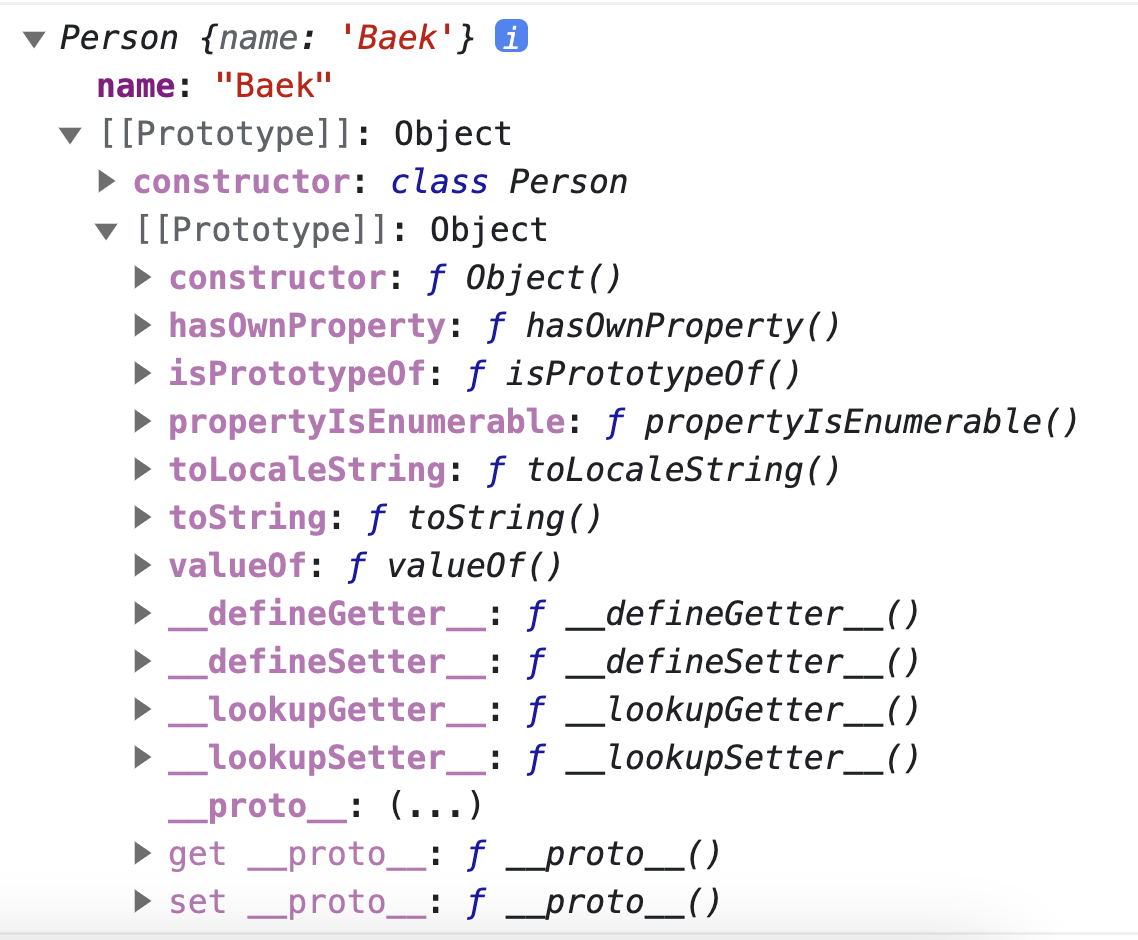 Person {name: 'Baek'} i
name: "Baek"
[[Prototype]]: Object
constructor: class Person
[[Prototype]]: Object
constructor: ƒ Object()
hasOwnProperty: ƒ hasOwnProperty()
isPrototypeOf: ƒ isPrototypeOf()
propertyIsEnumerable: ƒ propertyIsEnumerable()
toLocaleString: ƒ toLocaleString()
toString: ƒ toString()
valueOf: ƒ valueOf()
__defineGetter__: ƒ __defineGetter__()
__defineSetter__: ƒ __defineSetter__()
__lookupGetter__: ƒ __lookupGetter__()
__lookupSetter__: ƒ __lookupSetter__()
__proto__: (...)
get __proto__: ƒ __proto__()
set __proto__: ƒ __proto__()